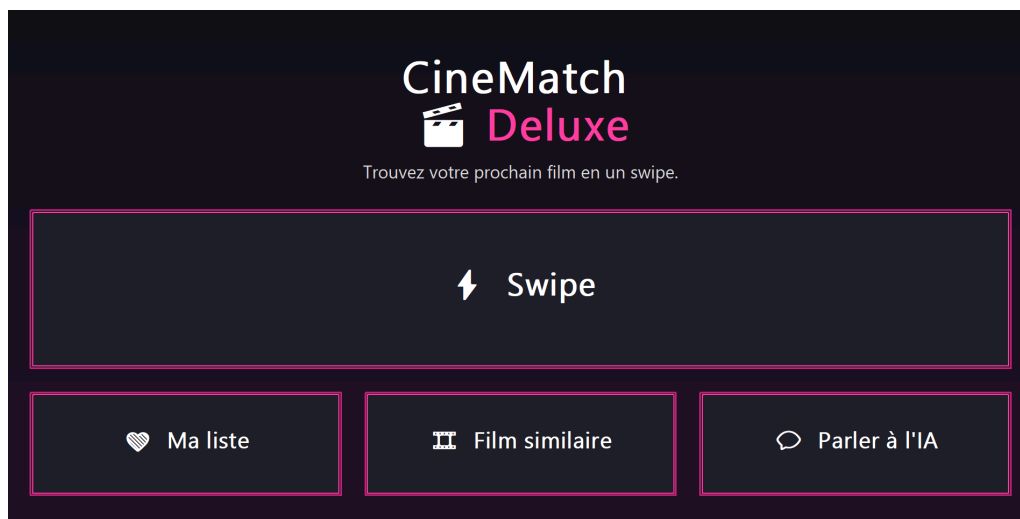 CineMatch
Deluxe
Trouvez votre prochain film en un swipe.
Swipe
Ma liste
Film similaire
Parler à l'IA